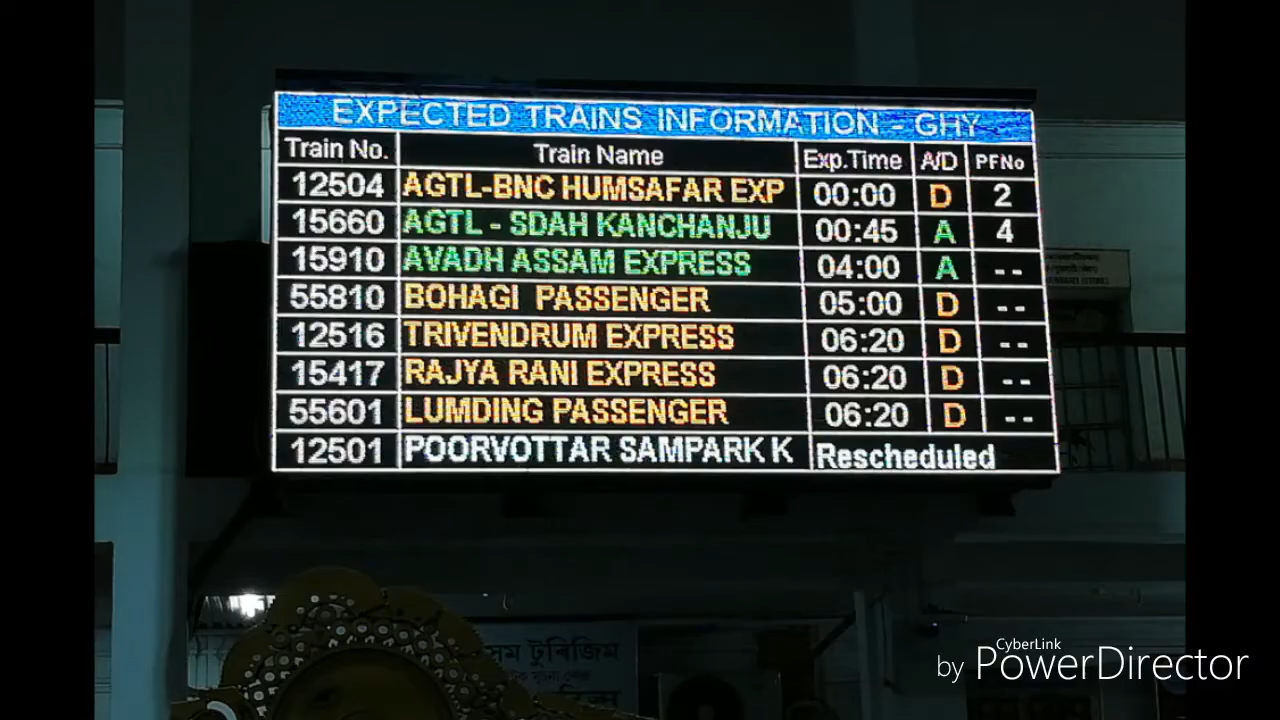 EXPECTED TRAINS INFORMATION - GHY
Train No. Train Name Exp.Time A/D PFNo
12504 AGTL-BNC HUMSAFAR EXP 00:00 D 2
15660 AGTL - SDAH KANCHANJU 00:45 A 4
15910 AVADH ASSAM EXPRESS 04:00 A --
55810 BOHAGI PASSENGER 05:00 D --
12516 TRIVENDRUM EXPRESS 06:20 D --
15417 RAJYA RANI EXPRESS 06:20 D --
55601 LUMDING PASSENGER 06:20 D --
12501 POORVOTTAR SAMPARK K Rescheduled
টুৰিজিম
CyberLink
by PowerDirector